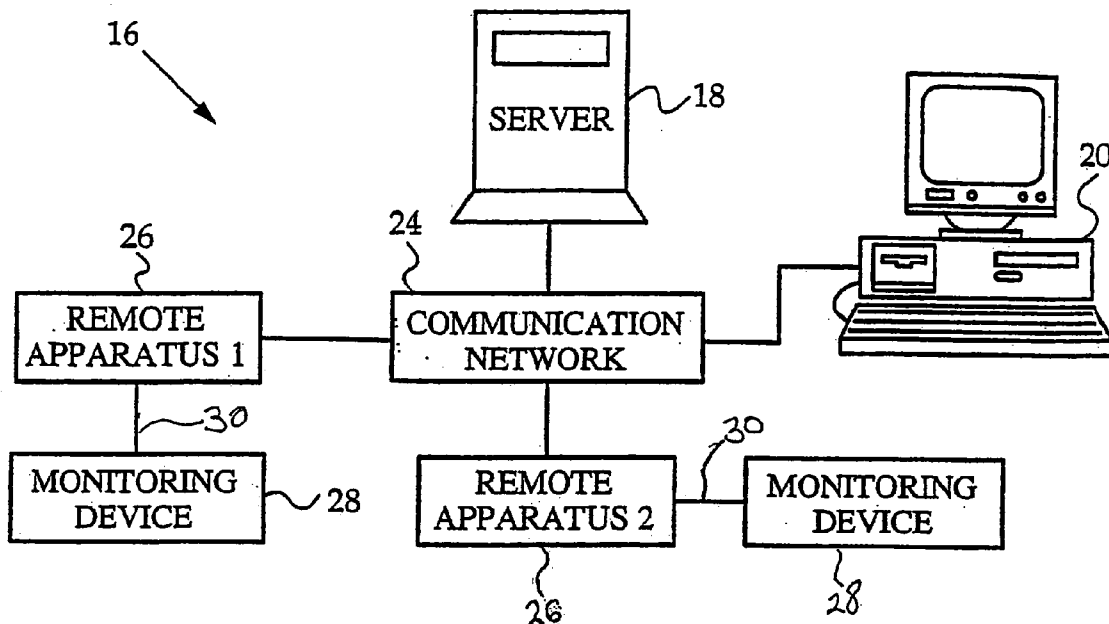 16
SERVER
18
20
24
26
REMOTE
APPARATUS 1
COMMUNICATION
NETWORK
30
MONITORING
DEVICE
28
REMOTE
APPARATUS 2
30
MONITORING
DEVICE
26
28